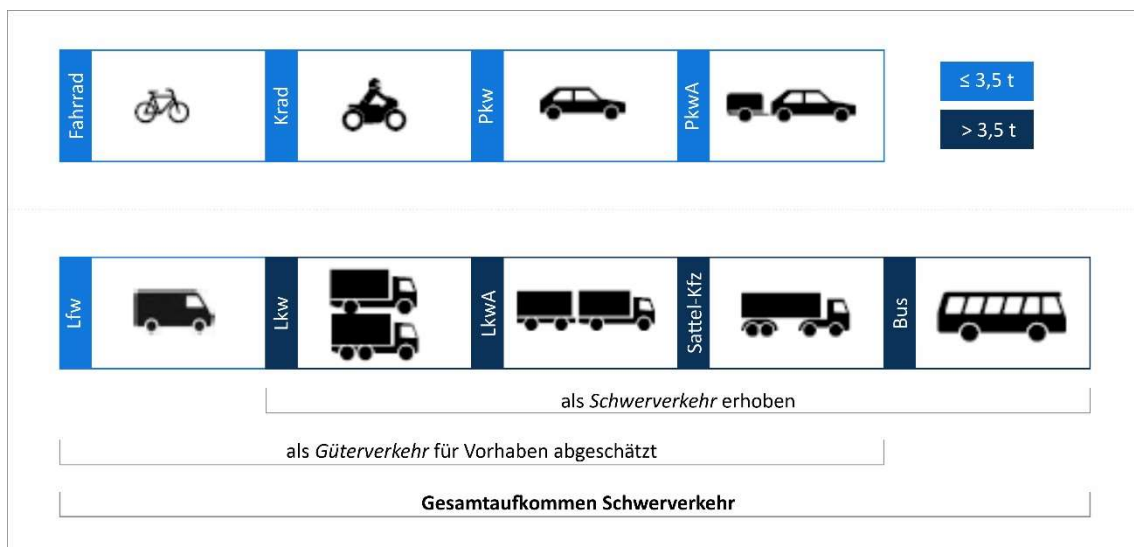 Fahrrad
Krad
Pkw
PkwA
≤ 3,5 t
> 3,5 t
Lfw
Lkw
LkwA
Sattel-Kfz
Bus
als Schwerverkehr erhoben
als Güterverkehr für Vorhaben abgeschätzt
Gesamtaufkommen Schwerverkehr